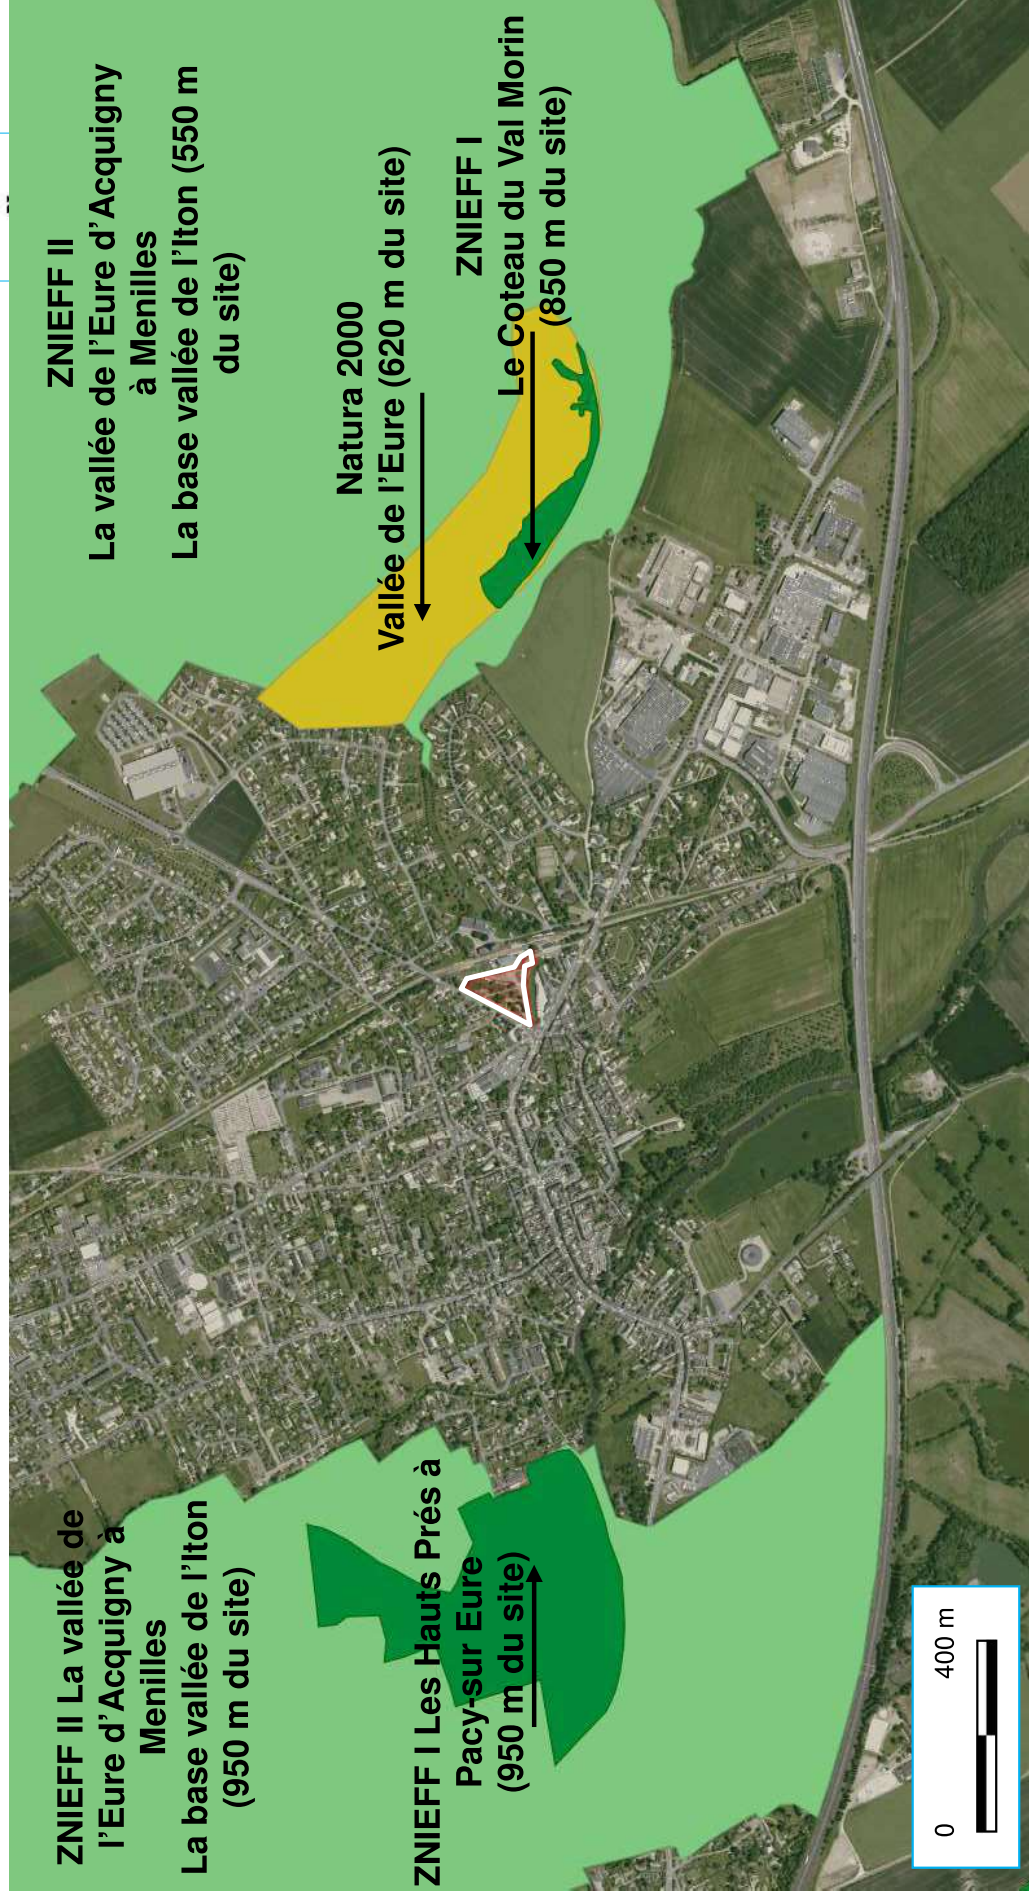 ZNIEFF II La vallée de
l'Eure d'Acquigny à
Menilles
La base vallée de l'Iton
(950 m du site)
ZNIEFF I Les Hauts Prés à
Pacy-sur Eure
(950 m du site)
ZNIEFF II
La vallée de l'Eure d'Acquigny
à Menilles
La base vallée de l'Iton (550 m
du site)
Natura 2000
Vallée de l'Eure (620 m du site)
ZNIEFF I
Le Coteau du Val Morin
(850 m du site)
0 400 m